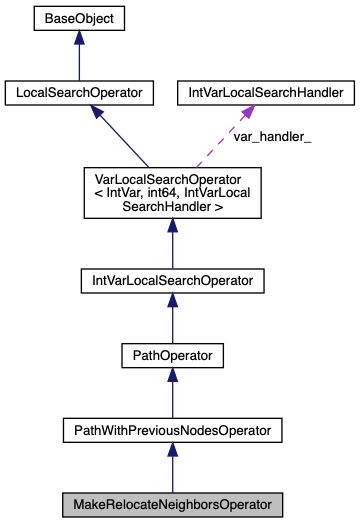 BaseObject
LocalSearchOperator
IntVarLocalSearchHandler
var_handler_
VarLocalSearchOperator
< IntVar, int64, IntVarLocal
SearchHandler >
IntVarLocalSearchOperator
PathOperator
PathWithPreviousNodesOperator
MakeRelocateNeighborsOperator